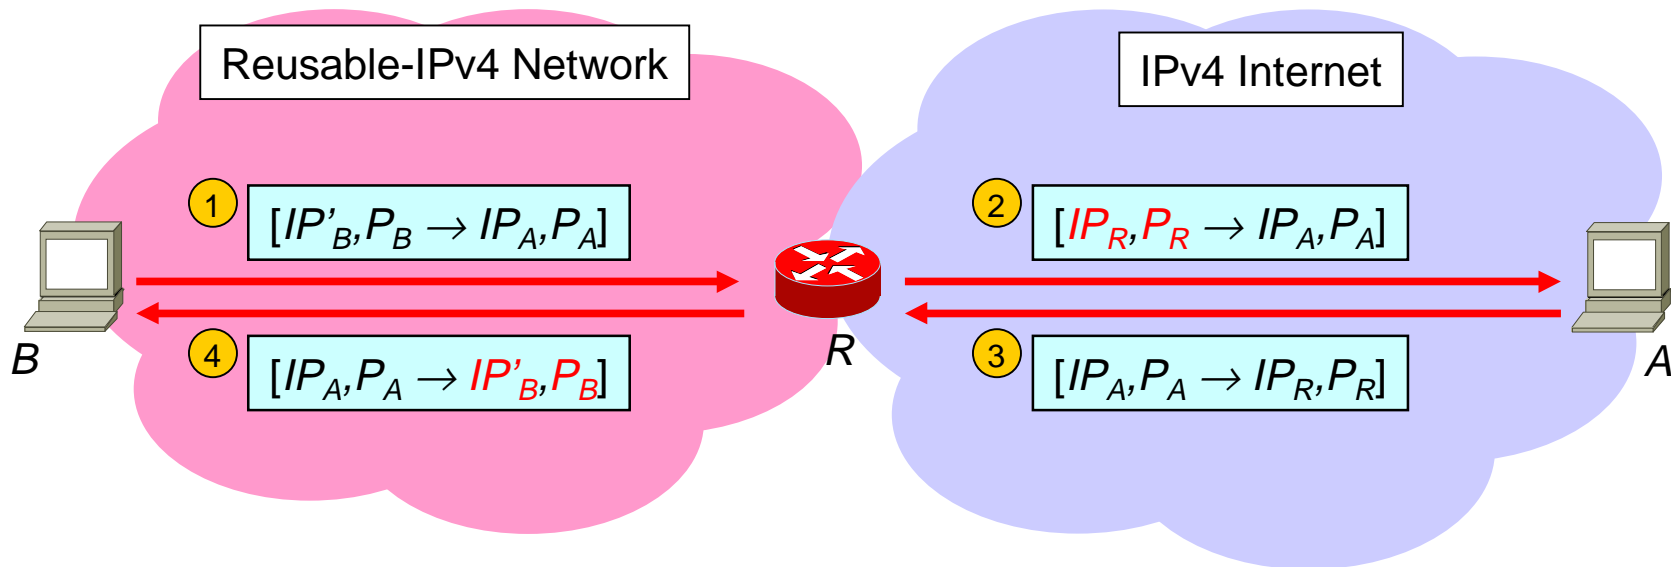 Reusable-IPv4 Network
IPv4 Internet
1
[IP'B,PB → IPA,PA]
2
[IPR,PR → IPA,PA]
B
R
A
4
[IPA,PA → IP'B,PB]
3
[IPA,PA → IPR,PR]